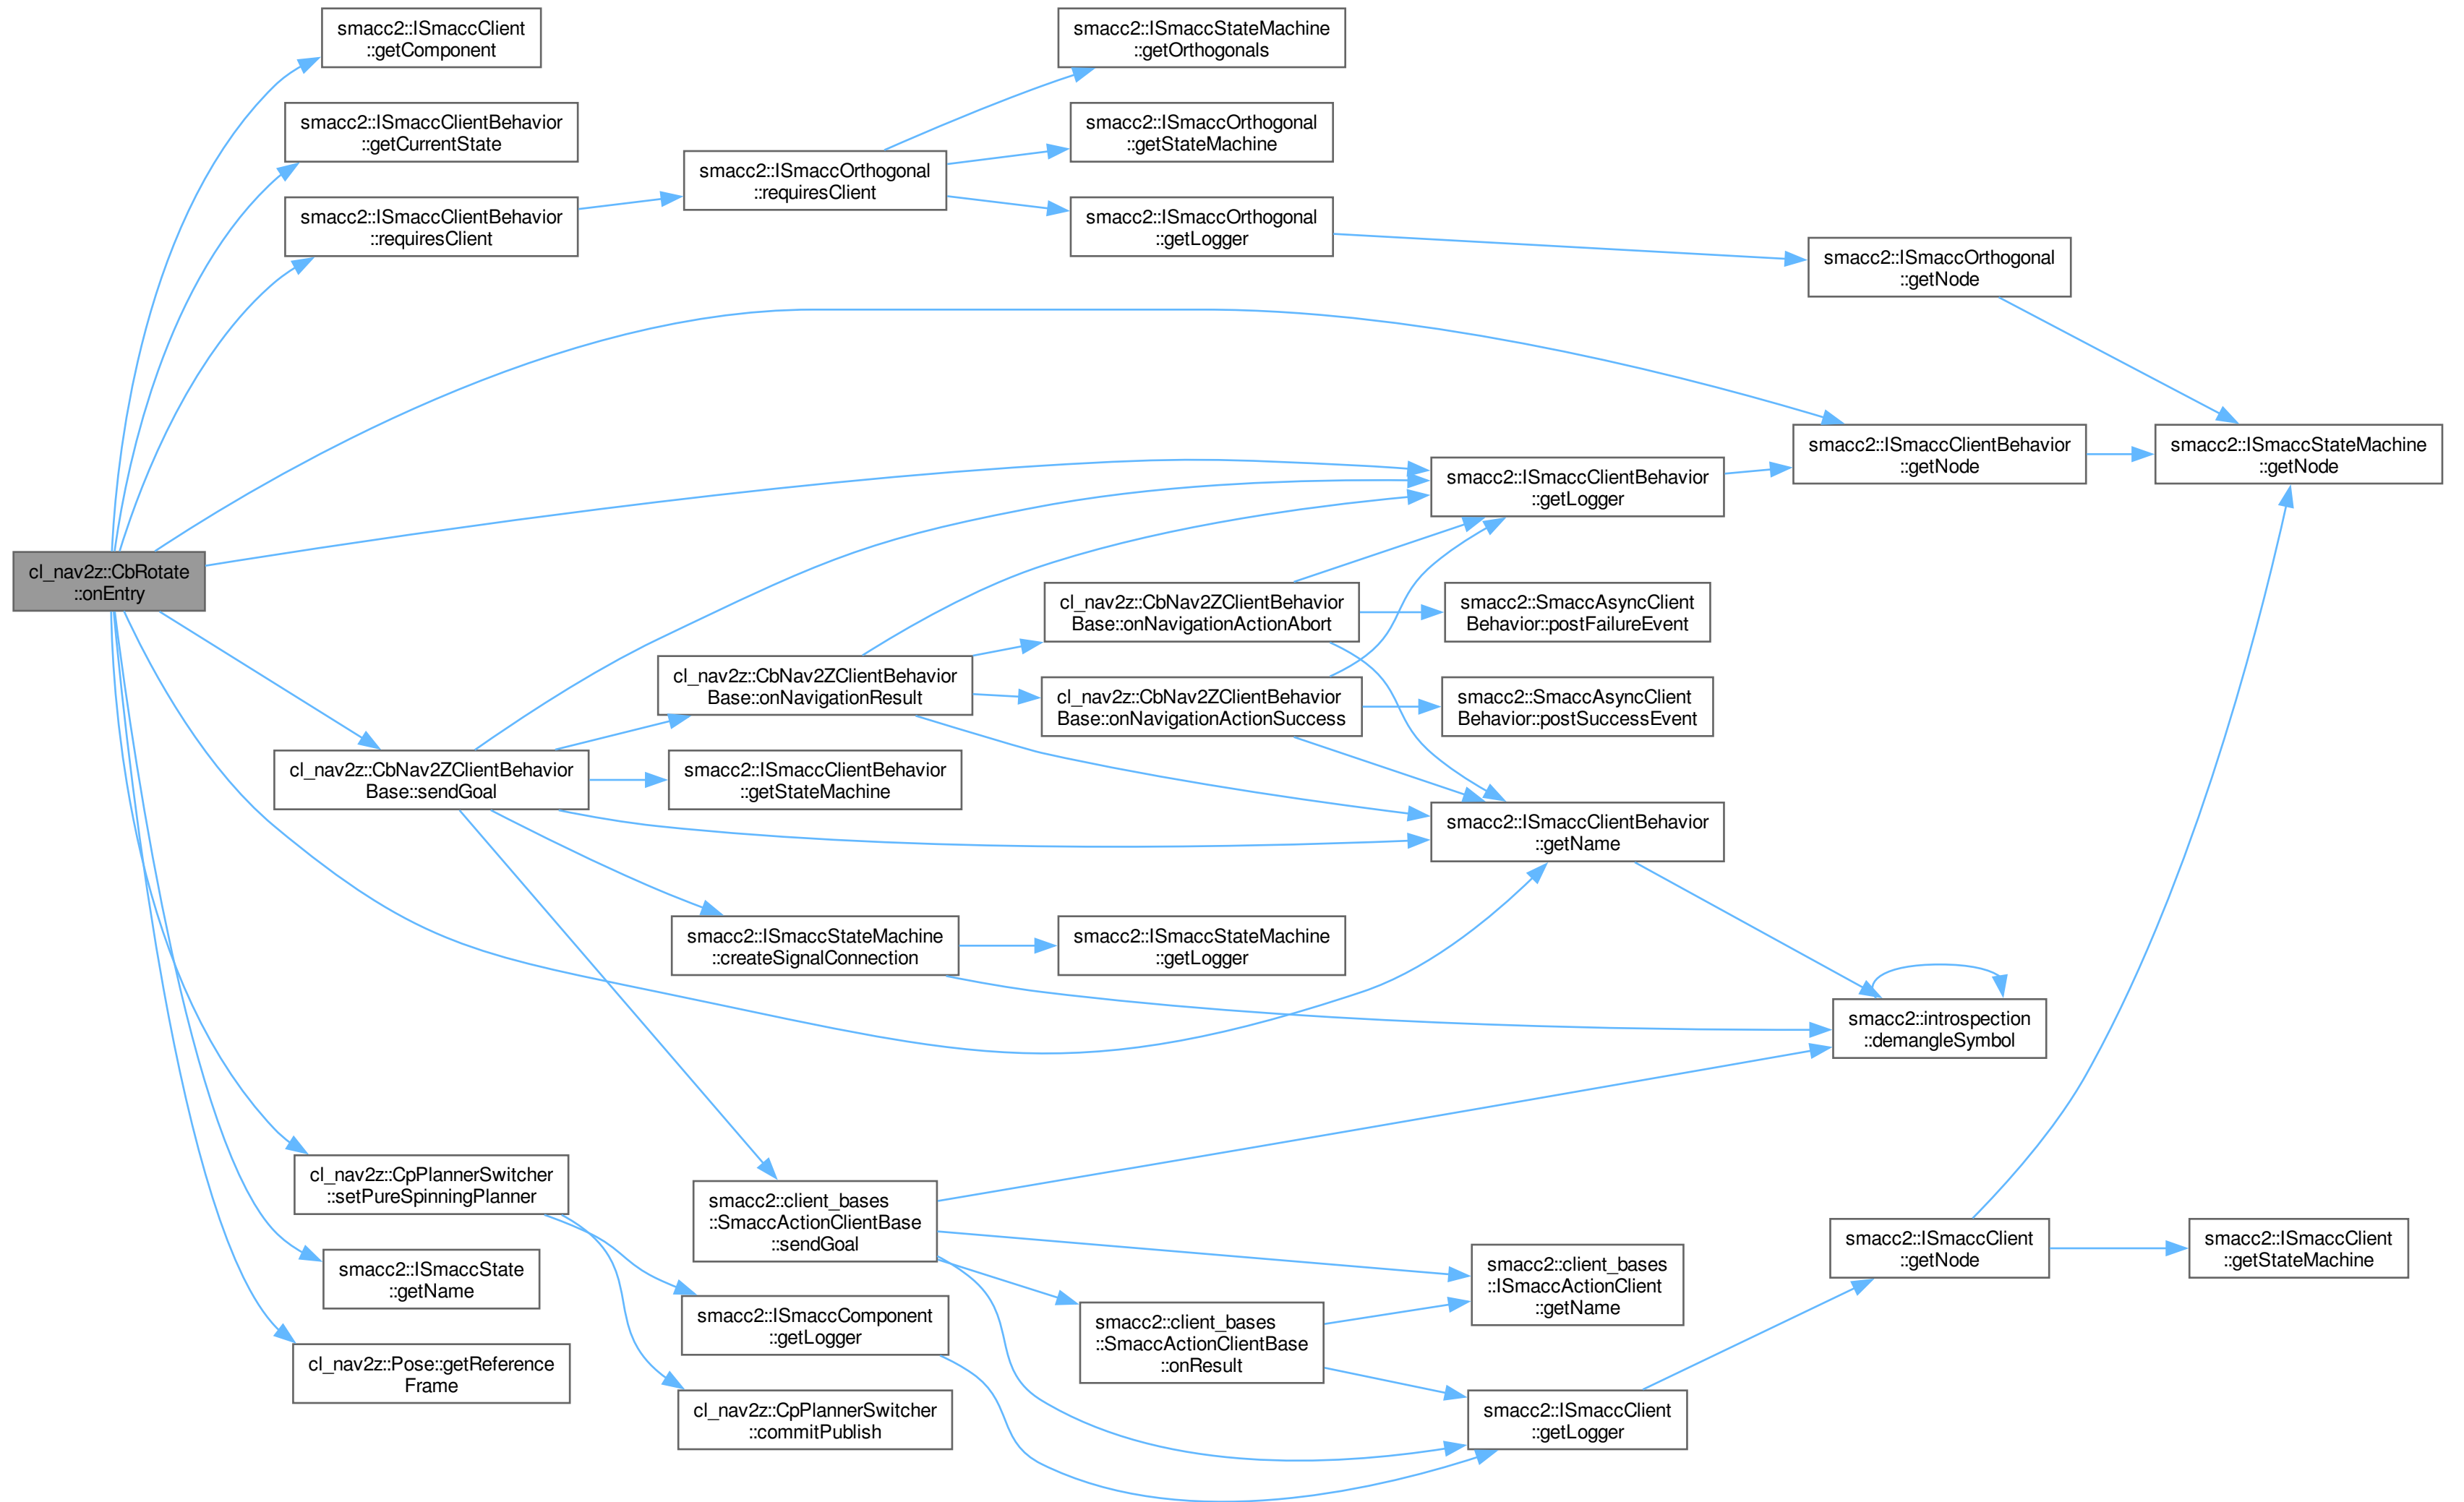 smacc2::ISmaccClient
::getComponent
smacc2::ISmaccStateMachine
::getOrthogonals
smacc2::ISmaccClientBehavior
::getCurrentState
smacc2::ISmaccOrthogonal
::getStateMachine
smacc2::ISmaccOrthogonal
::requiresClient
smacc2::ISmaccClientBehavior
::requiresClient
smacc2::ISmaccOrthogonal
::getLogger
smacc2::ISmaccOrthogonal
::getNode
smacc2::ISmaccClientBehavior
::getNode
smacc2::ISmaccStateMachine
::getNode
smacc2::ISmaccClientBehavior
::getLogger
cl_nav2z::CbRotate
::onEntry
cl_nav2z::CbNav2ZClientBehavior
Base::onNavigationActionAbort
smacc2::SmaccAsyncClient
Behavior::postFailureEvent
cl_nav2z::CbNav2ZClientBehavior
Base::onNavigationResult
cl_nav2z::CbNav2ZClientBehavior
Base::onNavigationActionSuccess
smacc2::SmaccAsyncClient
Behavior::postSuccessEvent
cl_nav2z::CbNav2ZClientBehavior
Base::sendGoal
smacc2::ISmaccClientBehavior
::getStateMachine
smacc2::ISmaccClientBehavior
::getName
smacc2::ISmaccStateMachine
::createSignalConnection
smacc2::ISmaccStateMachine
::getLogger
smacc2::introspection
::demangleSymbol
cl_nav2z::CpPlannerSwitcher
::setPureSpinningPlanner
smacc2::client_bases
::SmaccActionClientBase
::sendGoal
smacc2::ISmaccClient
::getNode
smacc2::ISmaccClient
::getStateMachine
smacc2::ISmaccState
::getName
smacc2::client_bases
::ISmaccActionClient
::getName
smacc2::ISmaccComponent
::getLogger
smacc2::client_bases
::SmaccActionClientBase
::onResult
cl_nav2z::Pose::getReference
Frame
cl_nav2z::CpPlannerSwitcher
::commitPublish
smacc2::ISmaccClient
::getLogger